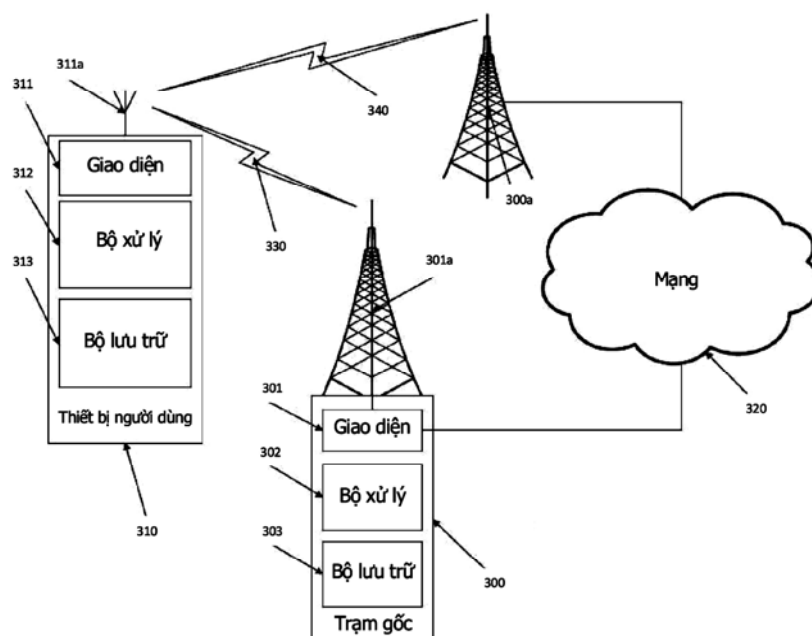 311a
311
Giao diện
312
Bộ xử lý
313
Bộ lưu trữ
Thiết bị người dùng
310
340
330
300a
301a
Mạng
320
301
Giao diện
302
Bộ xử lý
303
Bộ lưu trữ
300
Trạm gốc